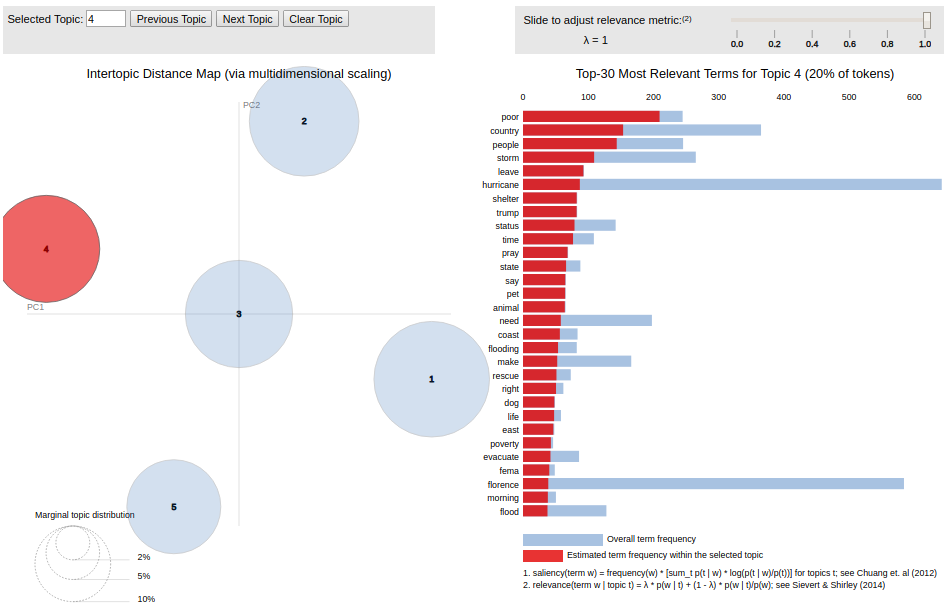 Selected Topic: 4 Previous Topic Next Topic Clear Topic
Slide to adjust relevance metric:(2)
λ = 1
0.0 0.2 0.4 0.6 0.8 1.0
Intertopic Distance Map (via multidimensional scaling)
PC2
2
4
PC1
3
1
5
Marginal topic distribution
2%
5%
10%
Top-30 Most Relevant Terms for Topic 4 (20% of tokens)
0 100 200 300 400 500 600
poor
country
people
storm
leave
hurricane
shelter
trump
status
time
pray
state
say
pet
animal
need
coast
flooding
make
rescue
right
dog
life
east
poverty
evacuate
fema
florence
morning
flood
Overall term frequency
Estimated term frequency within the selected topic
1. saliency(term w) = frequency(w) * [sum_t p(t | w) * log(p(t | w)/p(t))] for topics t; see Chuang et. al (2012)
2. relevance(term w | topic t) = λ * p(w | t) + (1 - λ) * p(w | t)/p(w); see Sievert & Shirley (2014)